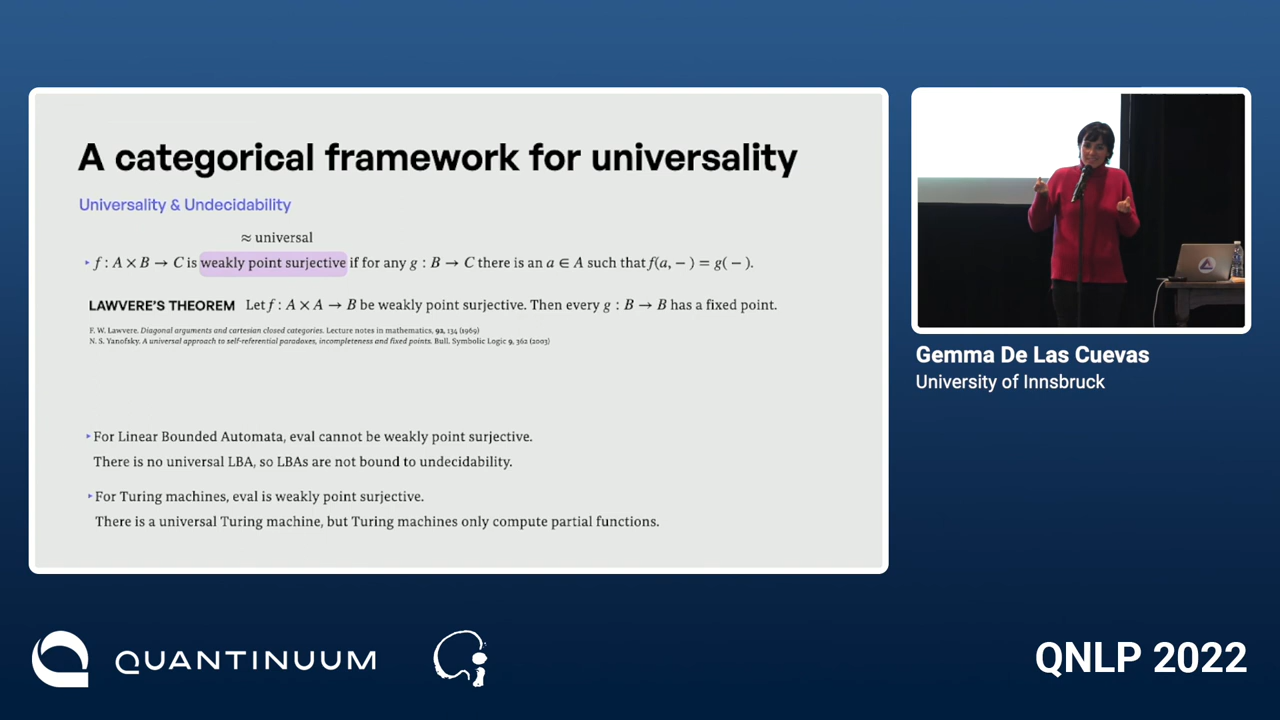 A categorical framework for universality
Universality & Undecidability
≈ universal
‣ f : A × B → C is weakly point surjective if for any g : B → C there is an a ∈ A such that f(a, − ) = g( − ).
LAWVERE'S THEOREM Let f : A × A → B be weakly point surjective. Then every g : B → B has a fixed point.
F. W. Lawvere. Diagonal arguments and cartesian closed categories. Lecture notes in mathematics, 92, 134 (1969)
N. S. Yanofsky. A universal approach to self-referential paradoxes, incompleteness and fixed points. Bull. Symbolic Logic 9, 362 (2003)
‣ For Linear Bounded Automata, eval cannot be weakly point surjective.
There is no universal LBA, so LBAs are not bound to undecidability.
‣ For Turing machines, eval is weakly point surjective.
There is a universal Turing machine, but Turing machines only compute partial functions.
Gemma De Las Cuevas
University of Innsbruck
QUANTINUUM
QNLP 2022